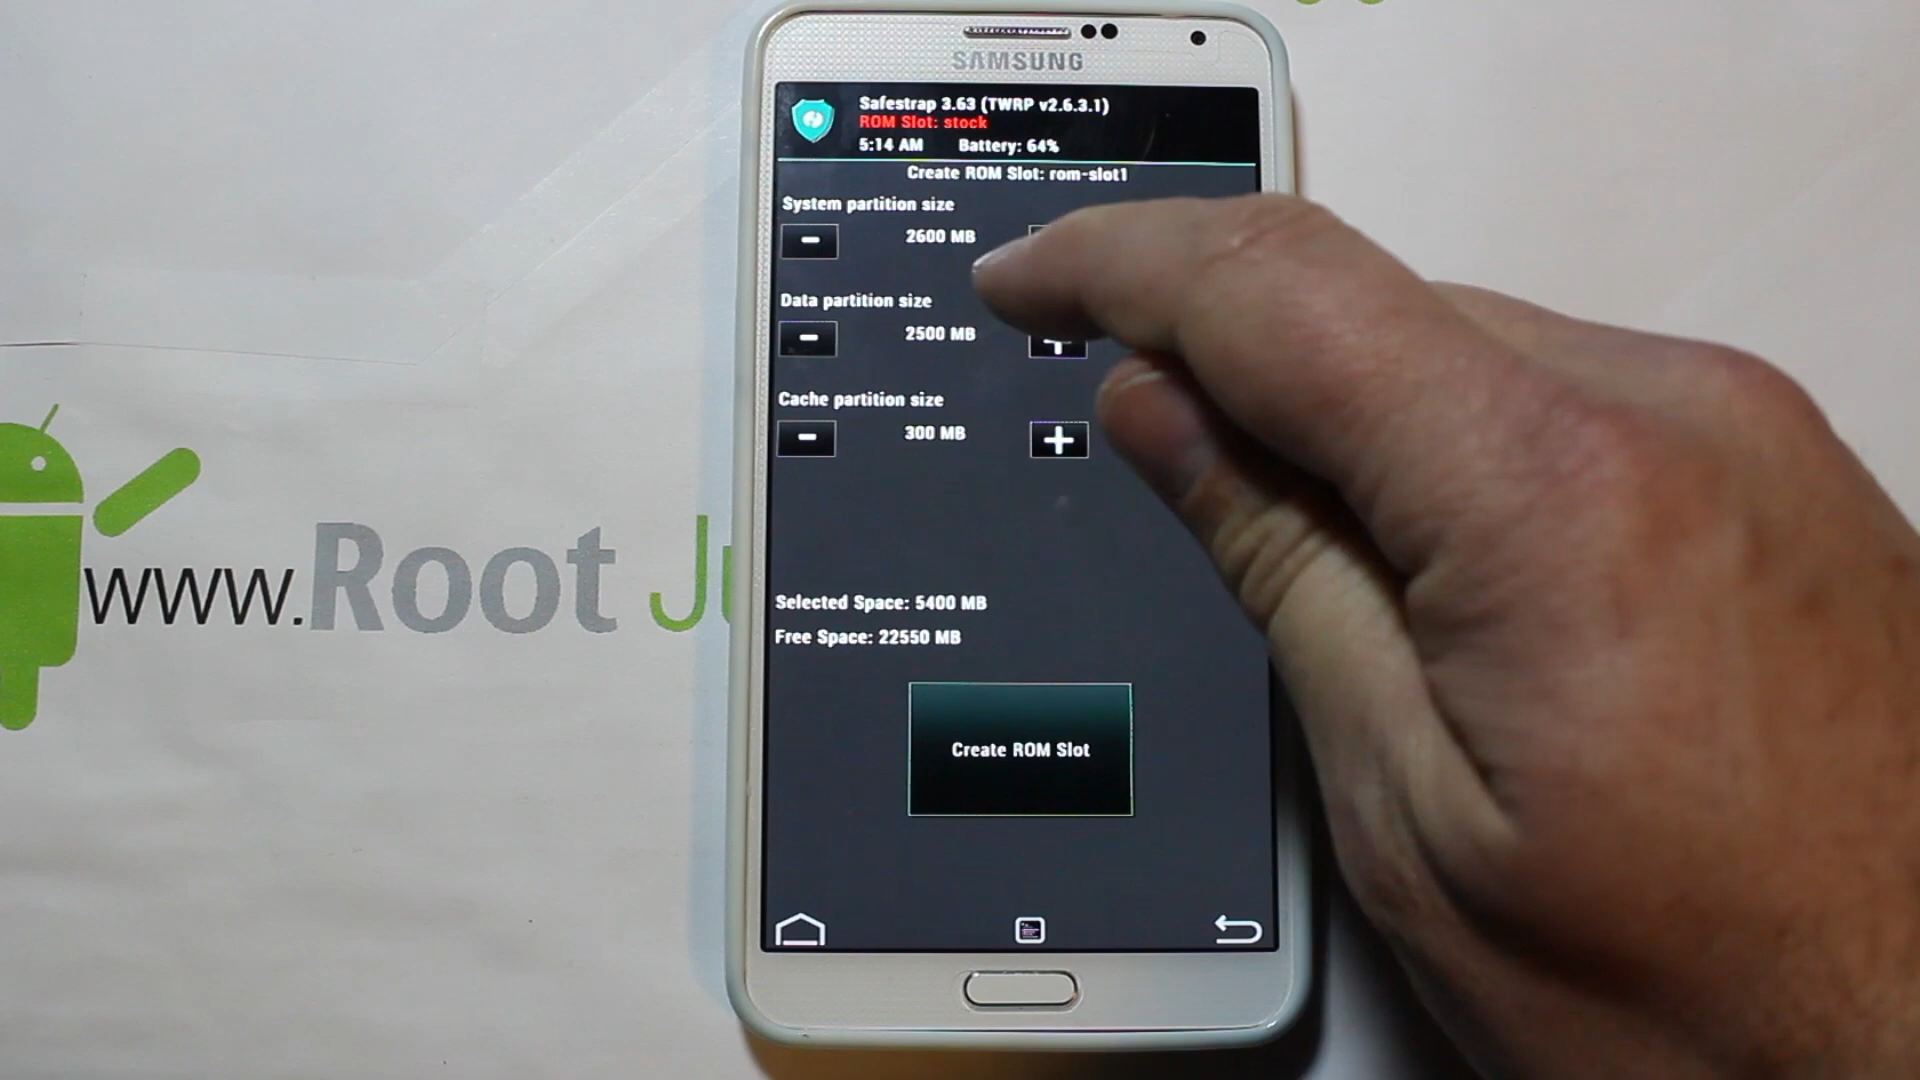 SAMSUNG
Safestrap 3.63 (TWRP v2.6.3.1)
ROM Slot: stock
5:14 AM Battery: 64%
Create ROM Slot: rom-slot1
System partition size
- 2600 MB
Data partition size
- 2500 MB +
Cache partition size
- 300 MB +
Selected Space: 5400 MB
Free Space: 22550 MB
Create ROM Slot
www.Root